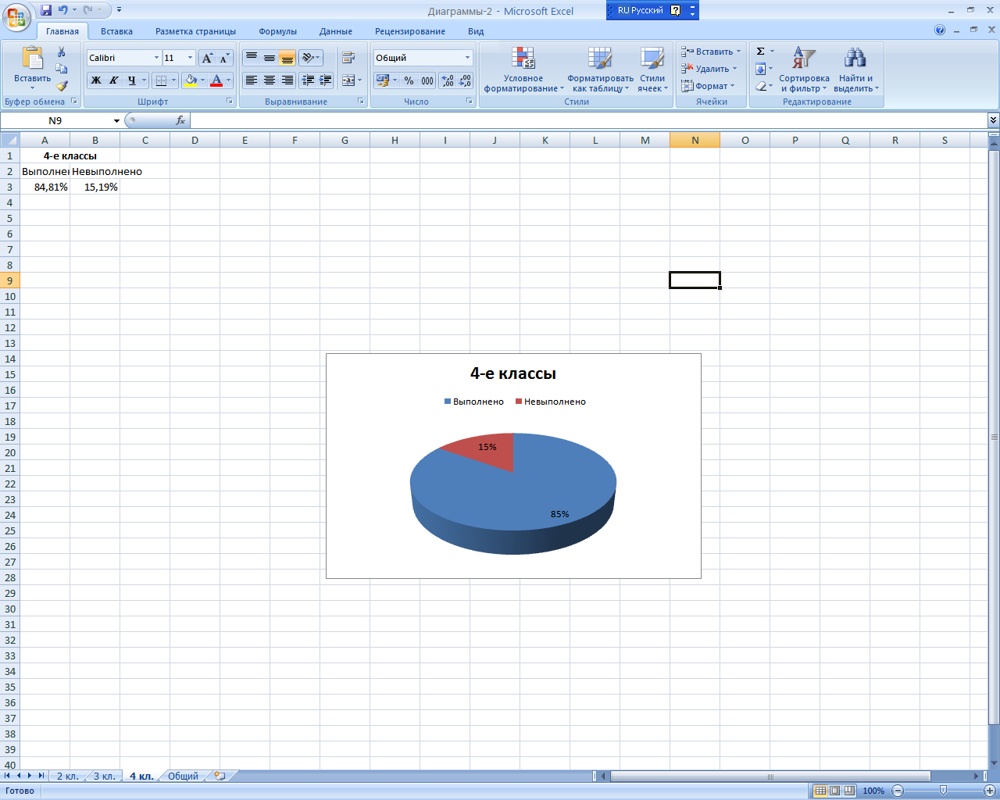 Диаграммы-2 - Microsoft Excel
RU Русский
Главная Вставка Разметка страницы Формулы Данные Рецензирование Вид
Вставить
Буфер обмена
Calibri 11
Ж К Ч
Шрифт
Выравнивание
Общий
% 000
Число
Условное форматирование
Форматировать как таблицу
Стили ячеек
Стили
Вставить
Удалить
Формат
Ячейки
Сортировка и фильтр
Найти и выделить
Редактирование
N9
A B C D E F G H I J K L M N O P Q R S
1 4-е классы
2 Выполнен Невыполнено
3 84,81% 15,19%
4
5
6
7
8
9
10
11
12
13
14
15
16
17
18
19
20
21
22
23
24
25
26
27
28
29
30
31
32
33
34
35
36
37
38
39
40
4-е классы
Выполнено Невыполнено
15%
85%
2 кл. 3 кл. 4 кл. Общий
Готово
100%